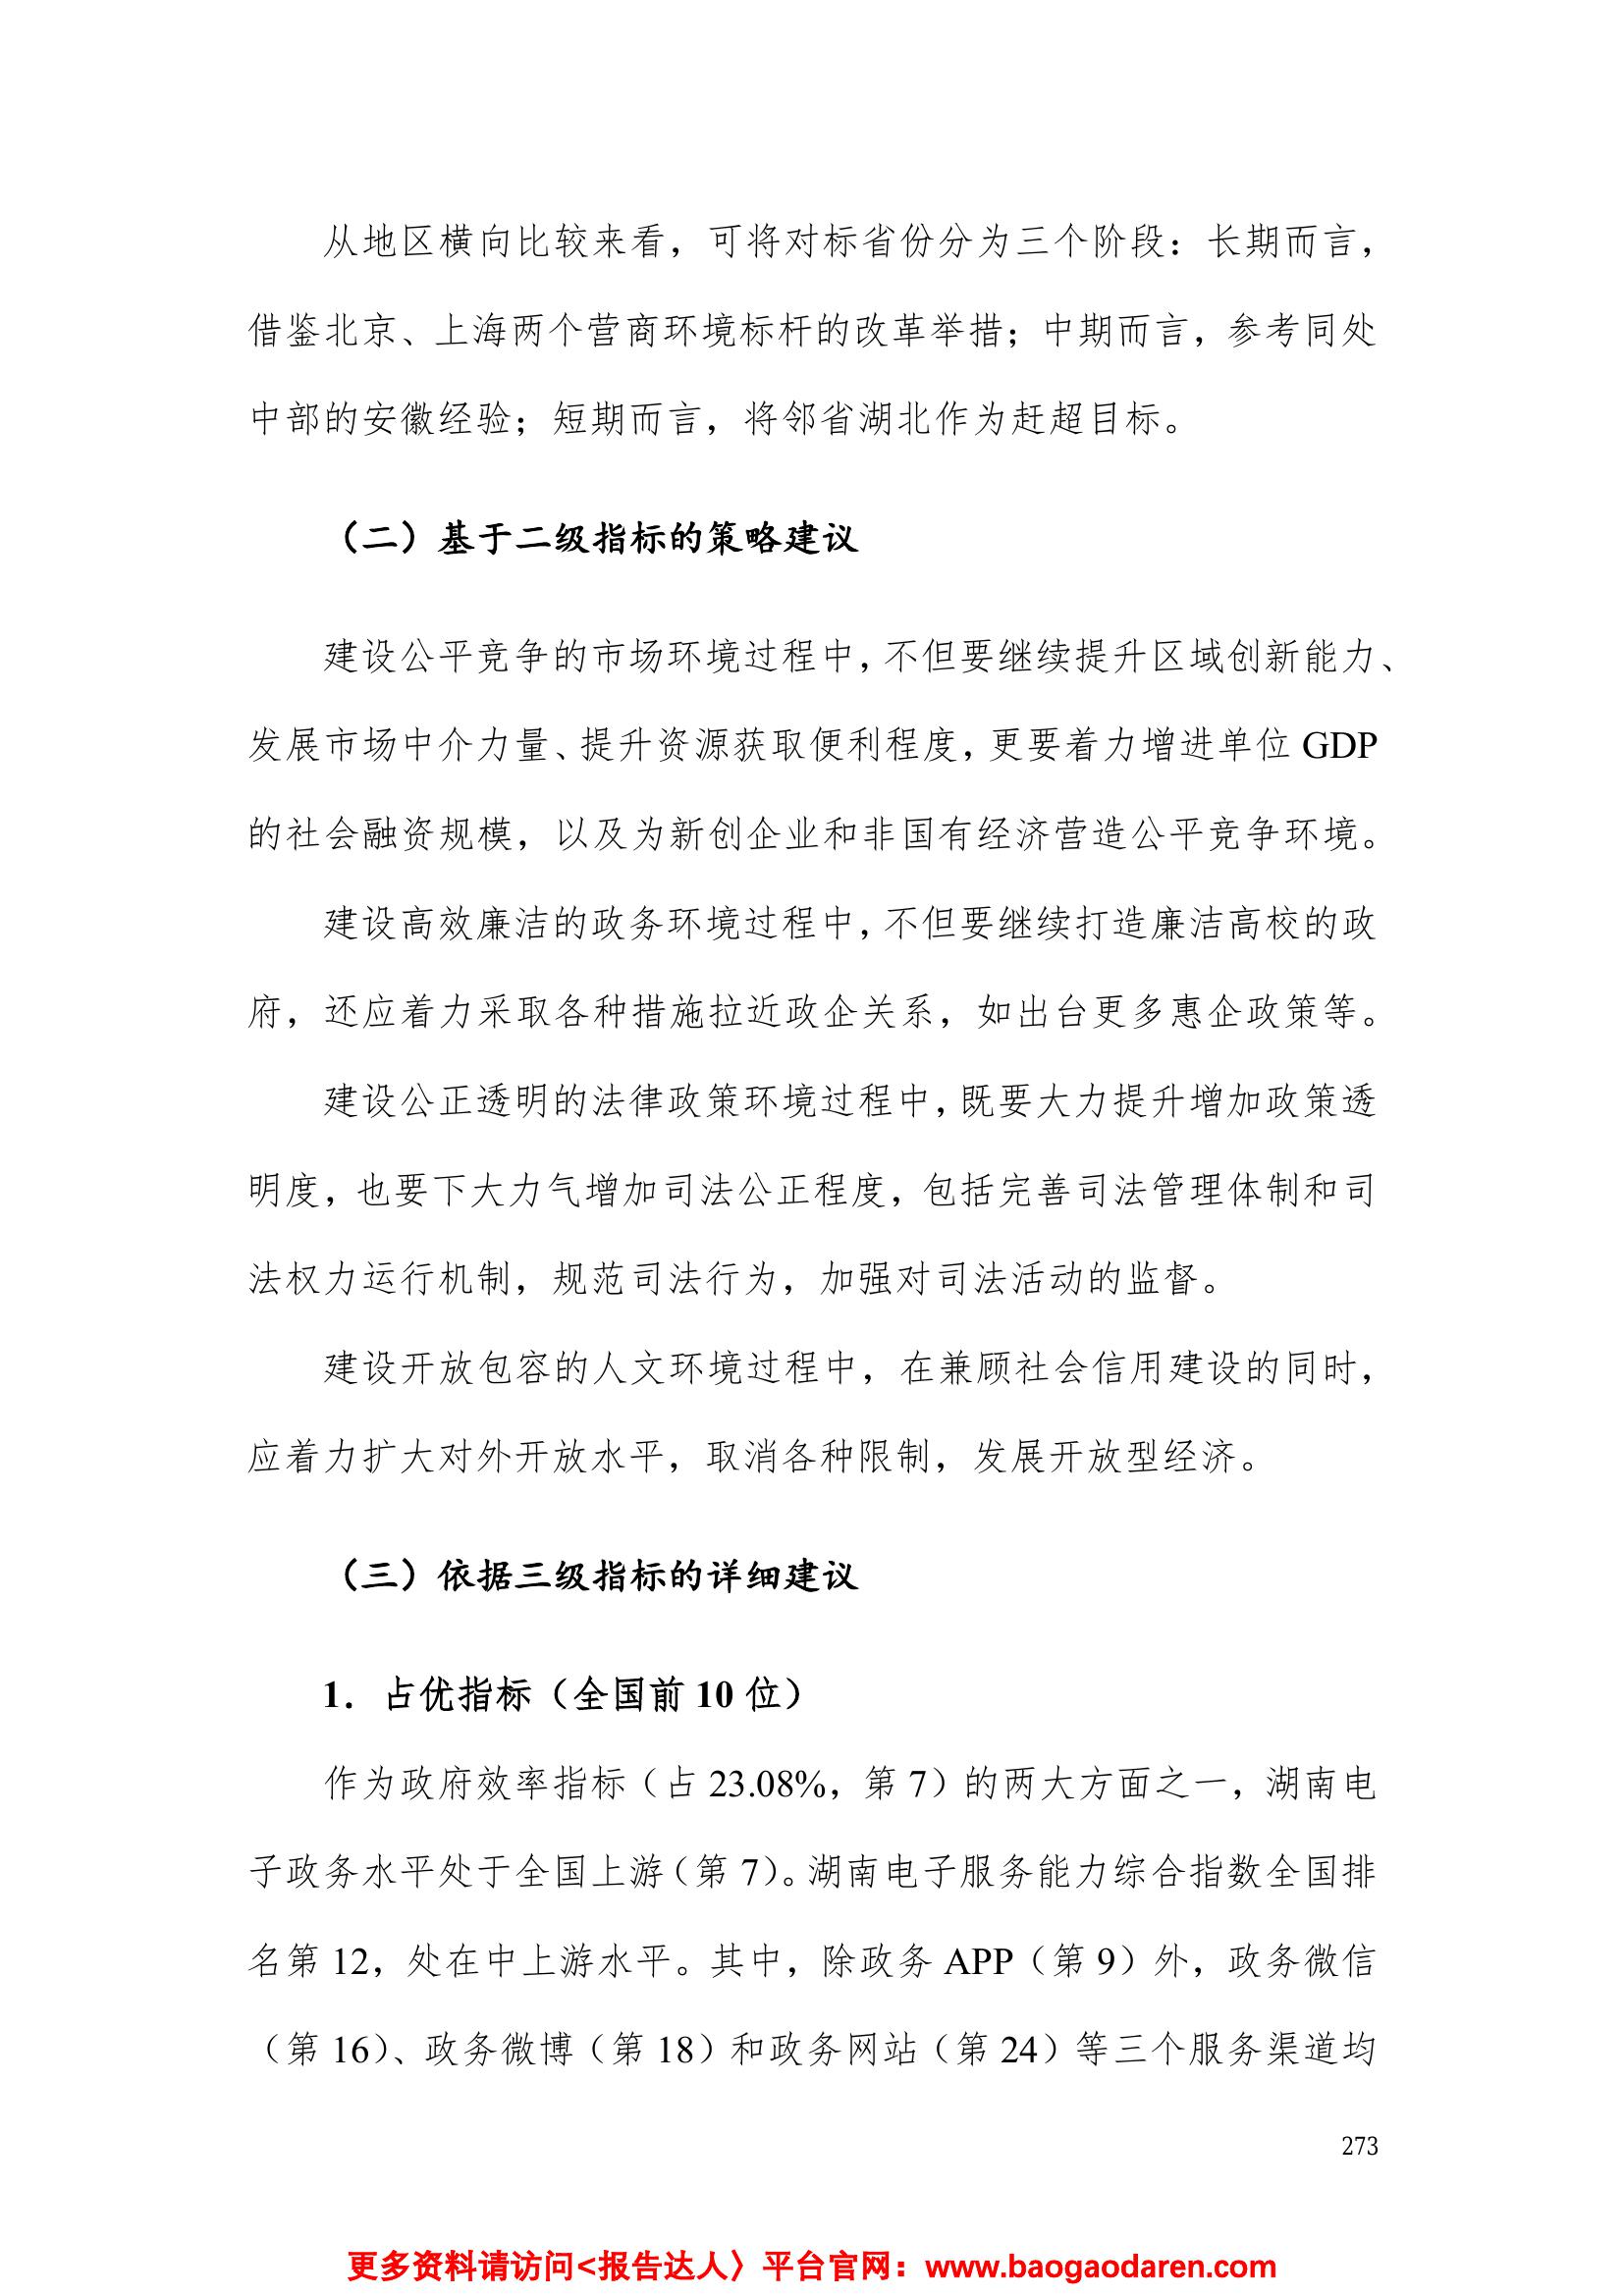 从地区横向比较来看，可将对标省份分为三个阶段：长期而言，
借鉴北京、上海两个营商环境标杆的改革举措；中期而言，参考同处
中部的安徽经验；短期而言，将邻省湖北作为赶超目标。
（二）基于二级指标的策略建议
建设公平竞争的市场环境过程中，不但要继续提升区域创新能力、
发展市场中介力量、提升资源获取便利程度，更要着力增进单位 GDP
的社会融资规模，以及为新创企业和非国有经济营造公平竞争环境。
建设高效廉洁的政务环境过程中，不但要继续打造廉洁高校的政
府，还应着力采取各种措施拉近政企关系，如出台更多惠企政策等。
建设公正透明的法律政策环境过程中，既要大力提升增加政策透
明度，也要下大力气增加司法公正程度，包括完善司法管理体制和司
法权力运行机制，规范司法行为，加强对司法活动的监督。
建设开放包容的人文环境过程中，在兼顾社会信用建设的同时，
应着力扩大对外开放水平，取消各种限制，发展开放型经济。
（三）依据三级指标的详细建议
1．占优指标（全国前 10 位）
作为政府效率指标（占 23.08%，第 7）的两大方面之一，湖南电
子政务水平处于全国上游（第 7）。湖南电子服务能力综合指数全国排
名第 12，处在中上游水平。其中，除政务 APP（第 9）外，政务微信
（第 16）、政务微博（第 18）和政务网站（第 24）等三个服务渠道均
273
更多资料请访问<报告达人〉平台官网：www.baogaodaren.com